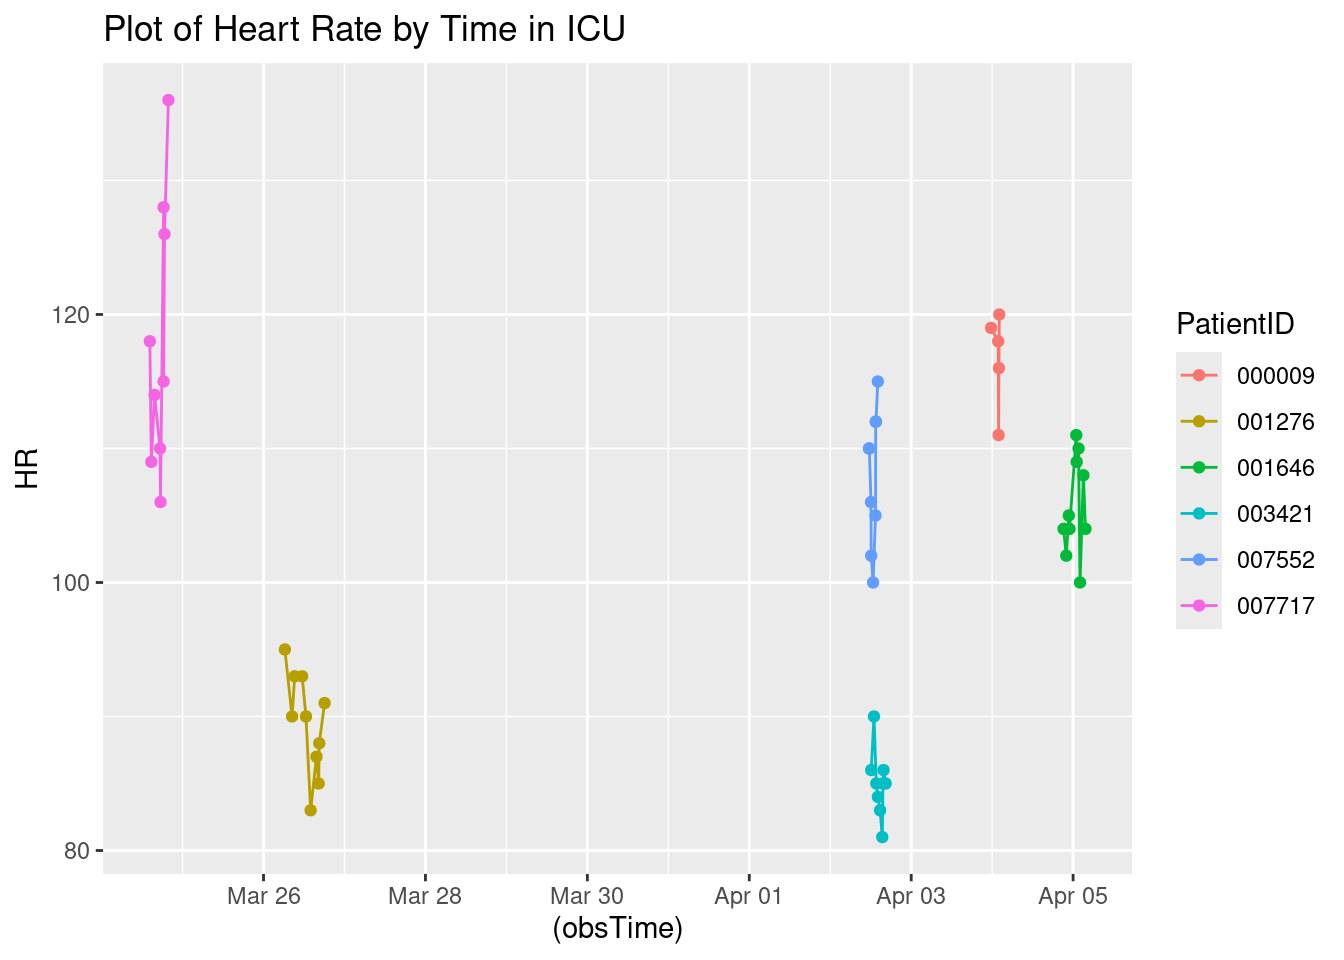 Plot of Heart Rate by Time in ICU
HR
120
100
80
Mar 26
Mar 28
Mar 30
Apr 01
Apr 03
Apr 05
(obsTime)
PatientID
000009
001276
001646
003421
007552
007717